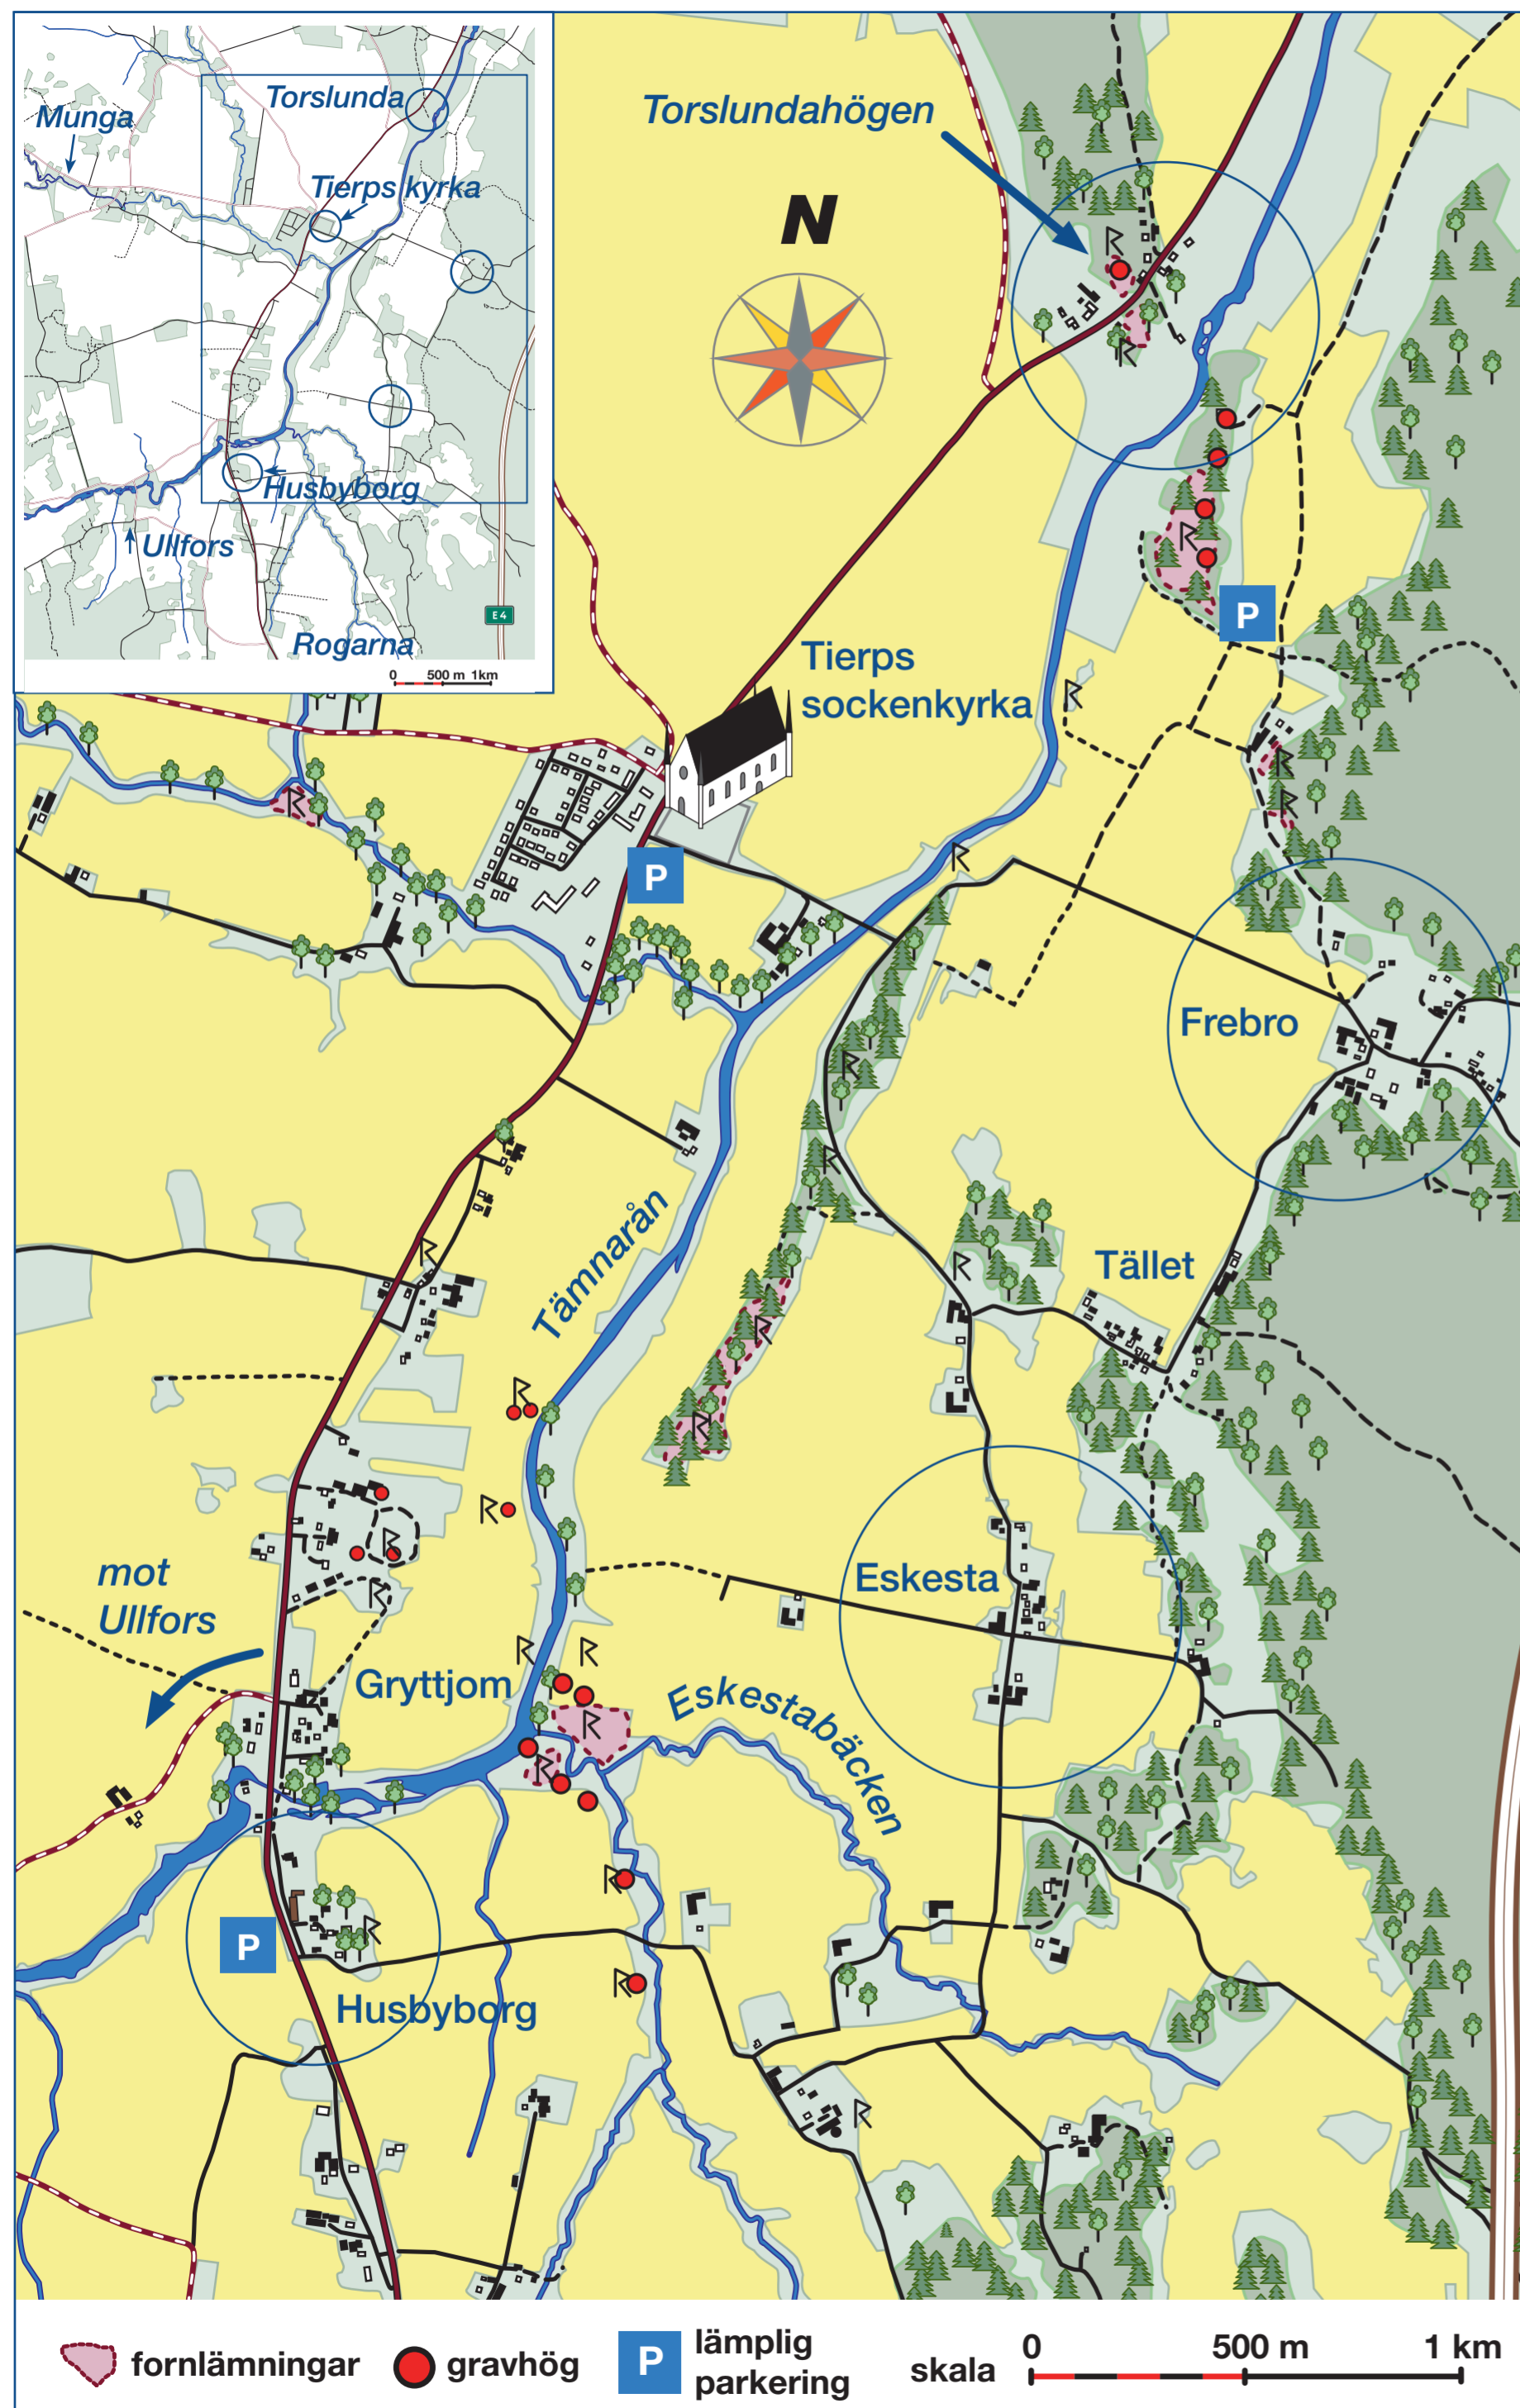 Torslunda
Munga
Tierps kyrka
Husbyborg
Ullfors
E4
Rogarna
0 500 m 1km
Torslundahögen
N
R
R
R
P
Tierps
sockenkyrka
R
R
R
R
R
P
Frebro
R
R
Tämnarån
R
R
Tället
R
R
R
R
R
R
Eskesta
mot
Ullfors
R
R
Gryttjom
Eskestabäcken
R
R
R
R
P
R
Husbyborg
R
fornlämningar
gravhög
P
lämplig
parkering
skala
0 500 m 1 km